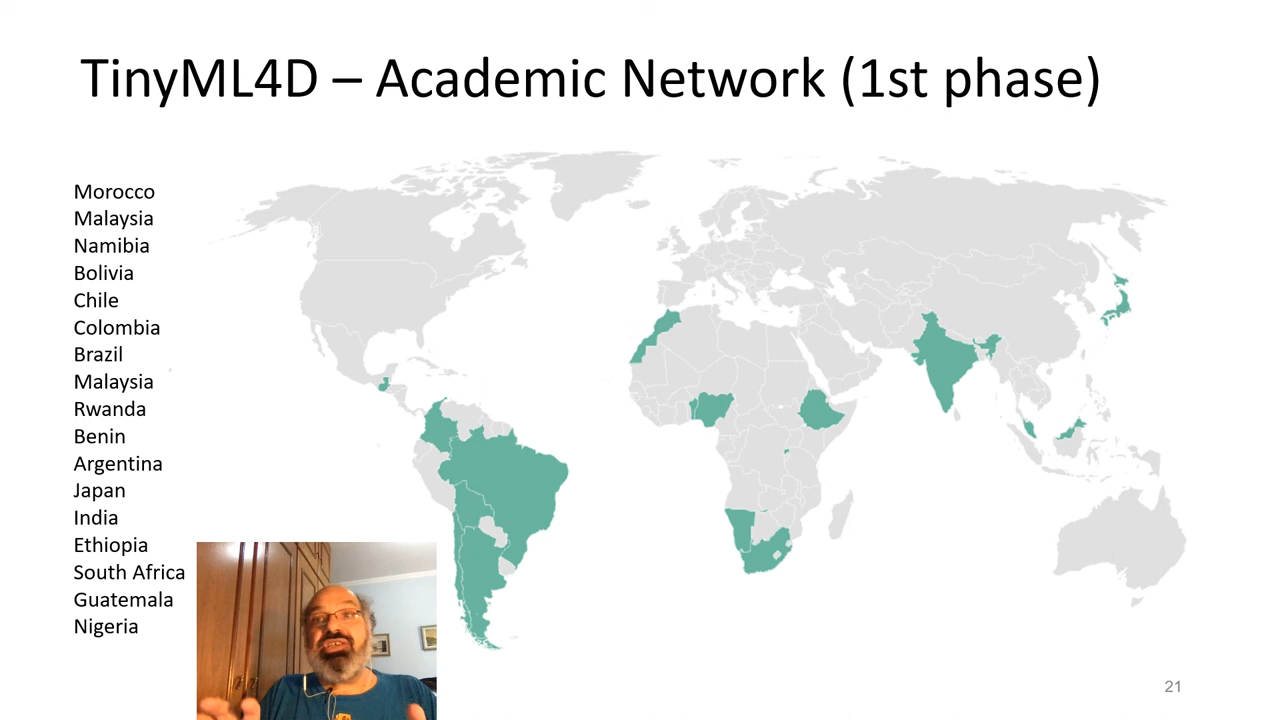 TinyML4D – Academic Network (1st phase)
Morocco
Malaysia
Namibia
Bolivia
Chile
Colombia
Brazil
Malaysia
Rwanda
Benin
Argentina
Japan
India
Ethiopia
South Africa
Guatemala
Nigeria
21